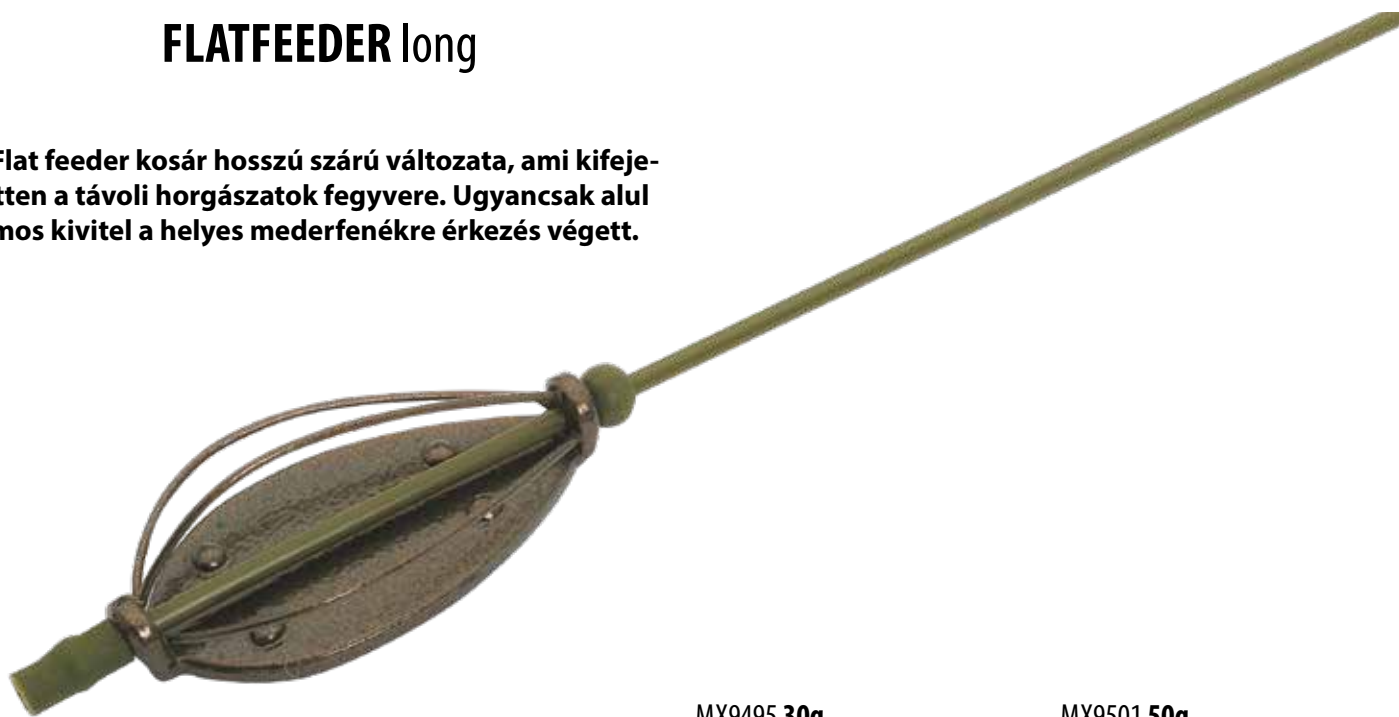 FLATFEEDER long
Flat feeder kosár hosszú szárú változata, ami kifeje-
tten a távoli horgászatok fegyvere. Ugyancsak alul
mos kivitel a helyes mederfenékre érkezés végett.
MX9495 30g
MX9501 50g